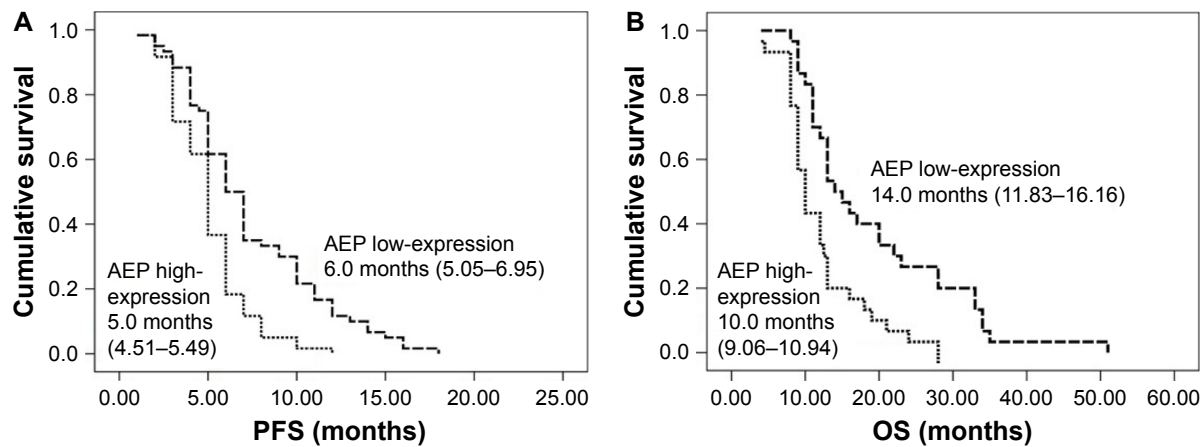 A
Cumulative survival
1.0
0.8
0.6
0.4
0.2
0.0
AEP low-expression
6.0 months (5.05–6.95)
AEP high-
expression
5.0 months
(4.51–5.49)
0.00 5.00 10.00 15.00 20.00 25.00
PFS (months)
B
Cumulative survival
1.0
0.8
0.6
0.4
0.2
0.0
AEP low-expression
14.0 months (11.83–16.16)
AEP high-
expression
10.0 months
(9.06–10.94)
0.00 10.00 20.00 30.00 40.00 50.00 60.00
OS (months)